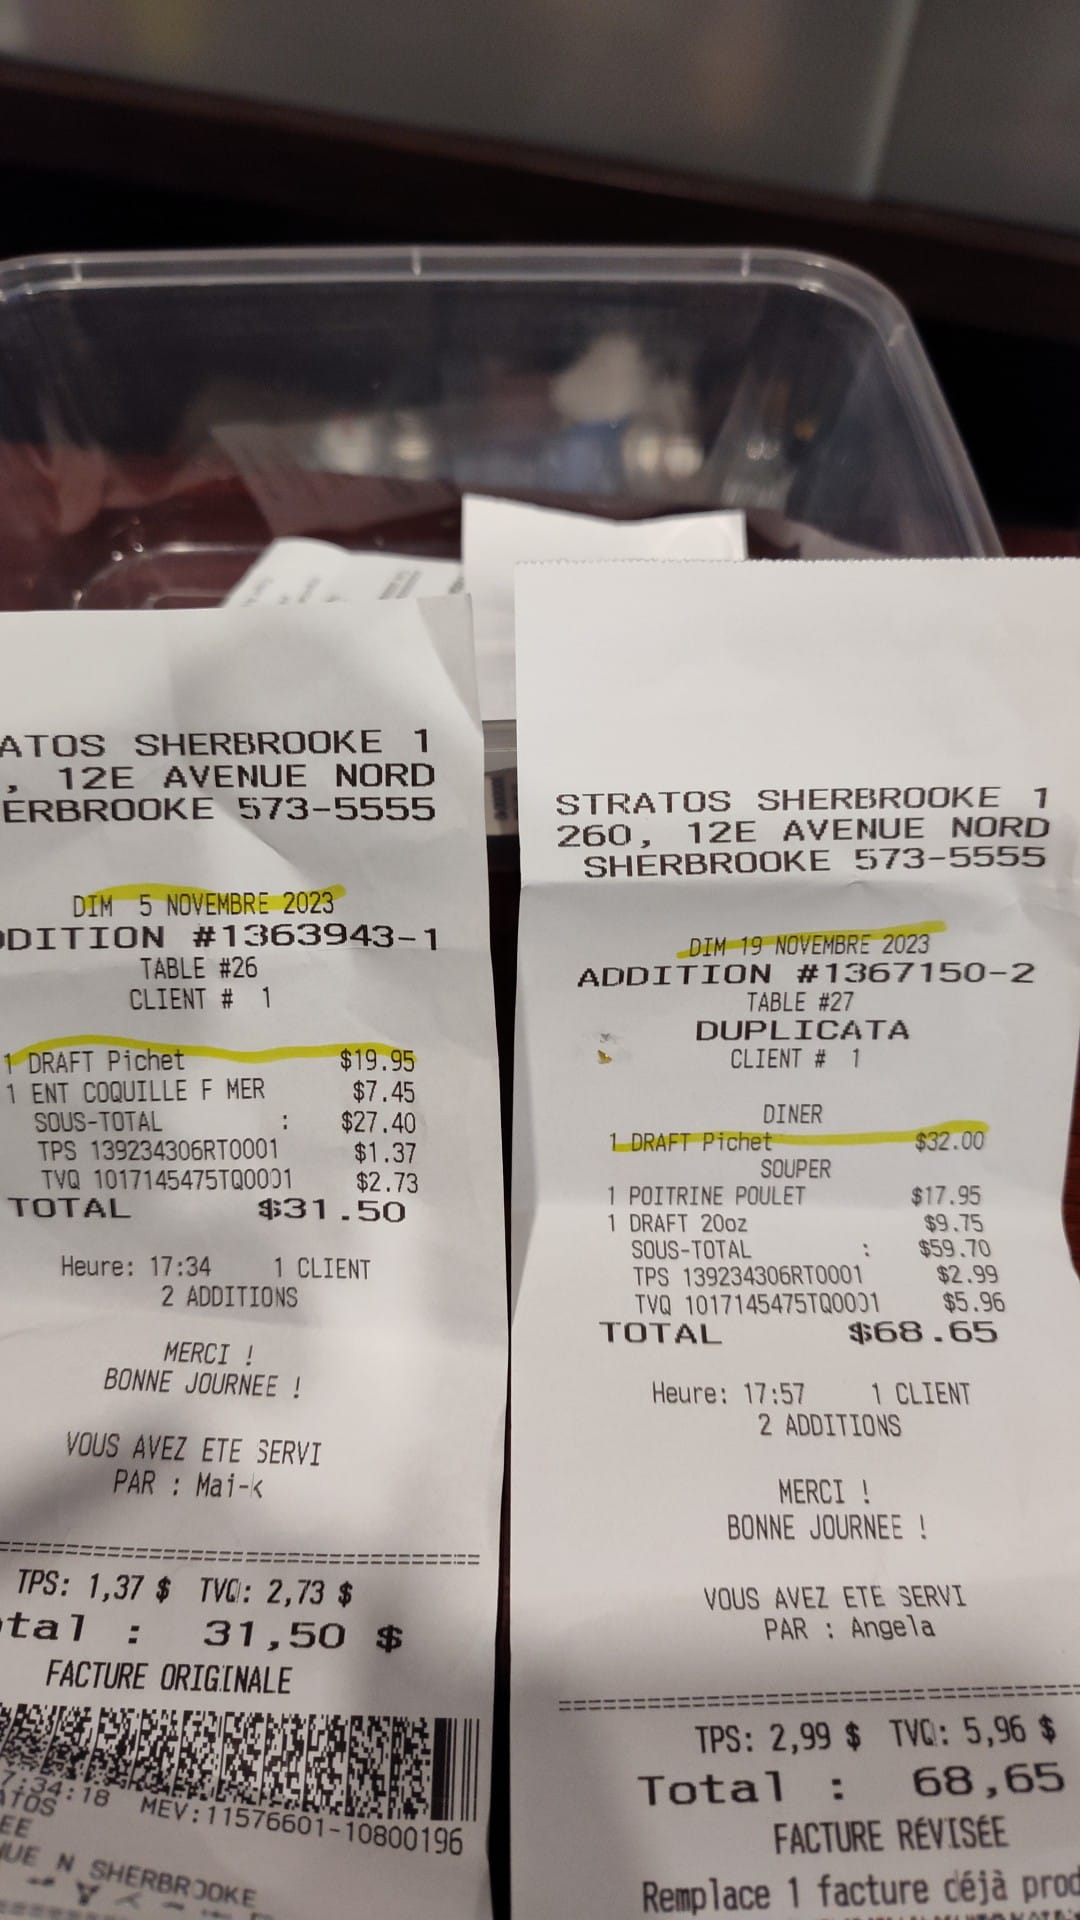 ATOS SHERBROOKE 1
, 12E AVENUE NORD
ERBROOKE 573-5555
DIM 5 NOVEMBRE 2023
DDITION #1363943-1
TABLE #26
CLIENT # 1
1 DRAFT Pichet $19.95
1 ENT COQUILLE F MER $7.45
SOUS-TOTAL : $27.40
TPS 139234306RT0001 $1.37
TVQ 1017145475TQ0001 $2.73
TOTAL $31.50
Heure: 17:34 1 CLIENT
2 ADDITIONS
MERCI !
BONNE JOURNEE !
VOUS AVEZ ETE SERVI
PAR : Mai-k
TPS: 1,37 $ TVQ: 2,73 $
tal : 31,50 $
FACTURE ORIGINALE
7:34:18 MEV:11576601-10800196
ATOS
EE
UE N SHERBROOKE
STRATOS SHERBROOKE 1
260, 12E AVENUE NORD
SHERBROOKE 573-5555
DIM 19 NOVEMBRE 2023
ADDITION #1367150-2
TABLE #27
DUPLICATA
CLIENT # 1
DINER
1 DRAFT Pichet $32.00
SOUPER
1 POITRINE POULET $17.95
1 DRAFT 20oz $9.75
SOUS-TOTAL : $59.70
TPS 139234306RT0001 $2.99
TVQ 1017145475TQ0001 $5.96
TOTAL $68.65
Heure: 17:57 1 CLIENT
2 ADDITIONS
MERCI !
BONNE JOURNEE !
VOUS AVEZ ETE SERVI
PAR : Angela
TPS: 2,99 $ TVQ: 5,96 $
Total : 68,65
FACTURE RÉVISÉE
Remplace 1 facture déjà prod